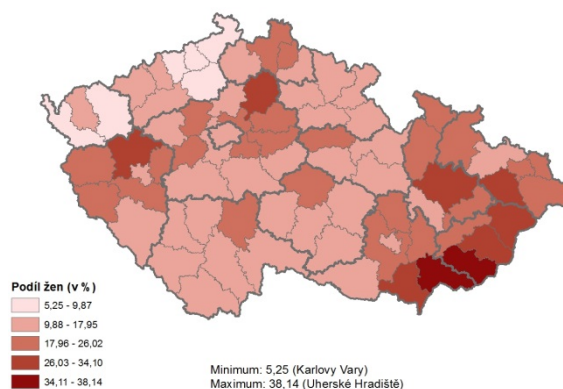 Podíl žen (v %)
5,25 - 9,87
9,88 - 17,95
17,96 - 26,02
26,03 - 34,10
34,11 - 38,14
Minimum: 5,25 (Karlovy Vary)
Maximum: 38,14 (Uherské Hradiště)